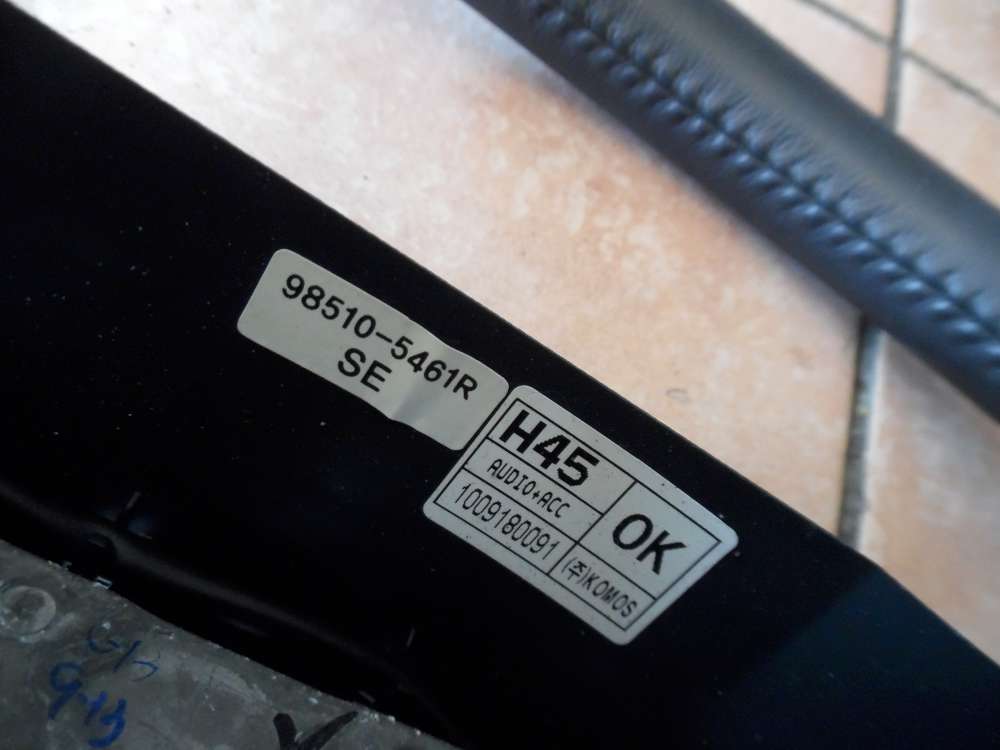 98510-5461R
SE
H45
AUDIO+ACC
1009180091
OK
(주)KOMOS